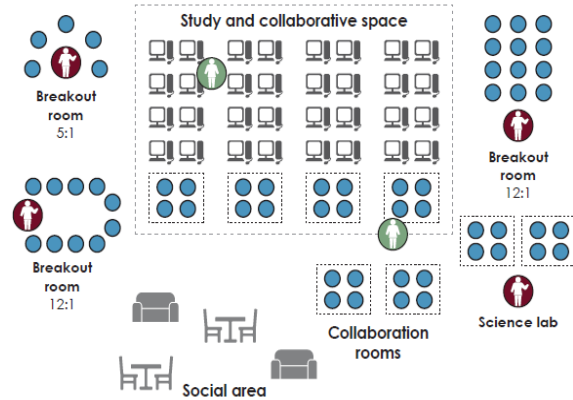 Study and collaborative space
Breakout
room
5:1
Breakout
room
12:1
Breakout
room
12:1
Science lab
Collaboration
rooms
Social area